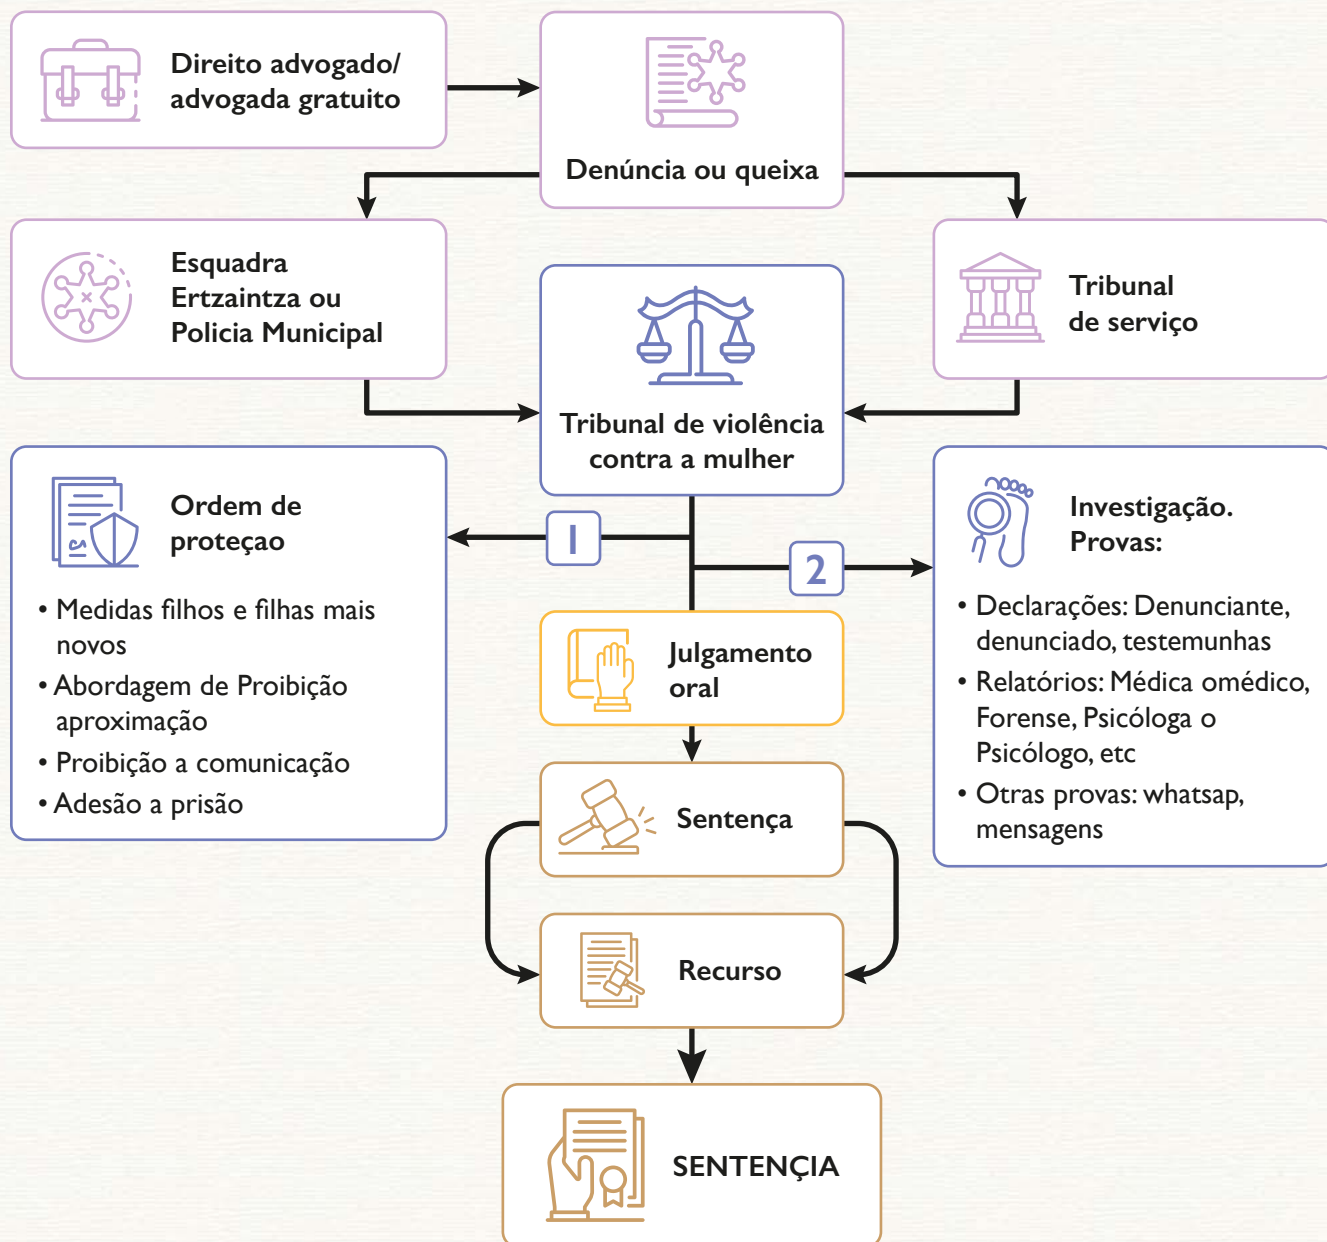 Direito advogado/
advogada gratuito
Denúncia ou queixa
Esquadra
Ertzaintza ou
Policia Municipal
Tribunal
de serviço
Tribunal de violência
contra a mulher
1
Ordem de
proteçao
• Medidas filhos e filhas mais
novos
• Abordagem de Proibição
aproximação
• Proibição a comunicação
• Adesão a prisão
2
Investigação.
Provas:
• Declarações: Denunciante,
denunciado, testemunhas
• Relatórios: Médica omédico,
Forense, Psicóloga o
Psicólogo, etc
• Otras provas: whatsap,
mensagens
Julgamento
oral
Sentença
Recurso
SENTENÇIA